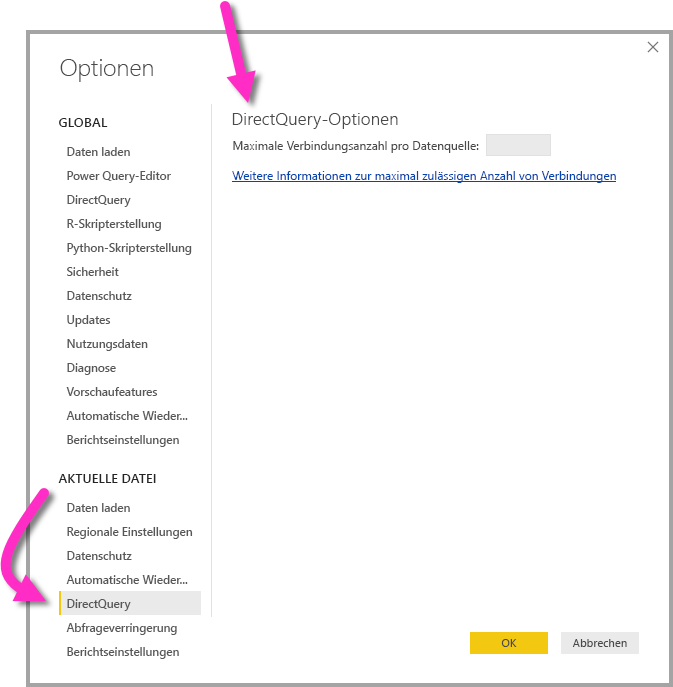 Optionen
GLOBAL
Daten laden
Power Query-Editor
DirectQuery
R-Skripterstellung
Python-Skripterstellung
Sicherheit
Datenschutz
Updates
Nutzungsdaten
Diagnose
Vorschaufeatures
Automatische Wieder...
Berichtseinstellungen
AKTUELLE DATEI
Daten laden
Regionale Einstellungen
Datenschutz
Automatische Wieder...
DirectQuery
Abfrageverringerung
Berichtseinstellungen
DirectQuery-Optionen
Maximale Verbindungsanzahl pro Datenquelle:
Weitere Informationen zur maximal zulässigen Anzahl von Verbindungen
OK
Abbrechen